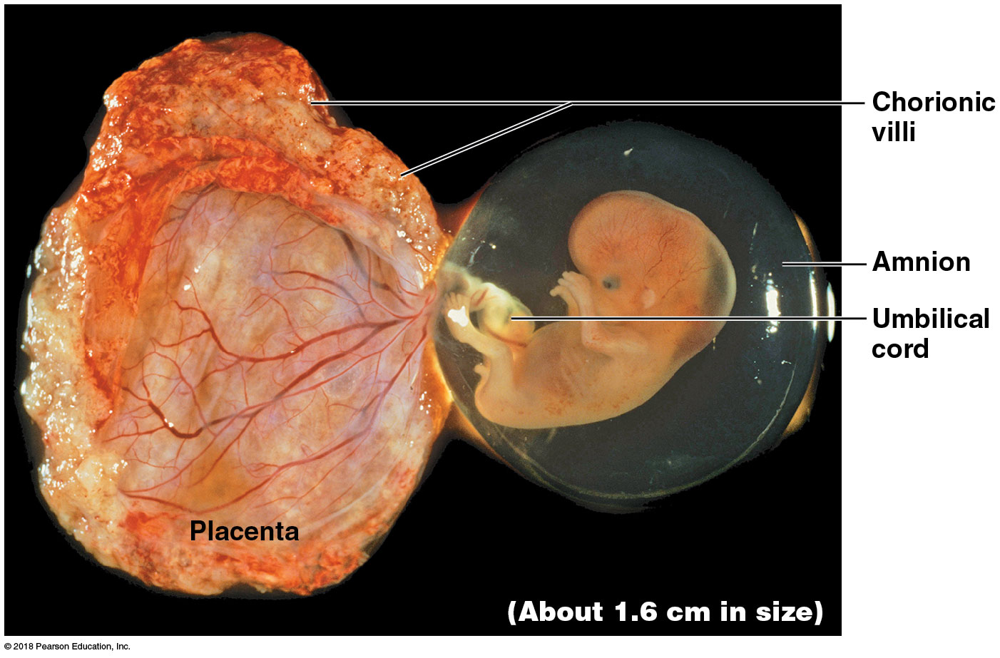 Chorionic
villi
Amnion
Umbilical
cord
Placenta
(About 1.6 cm in size)
© 2018 Pearson Education, Inc.